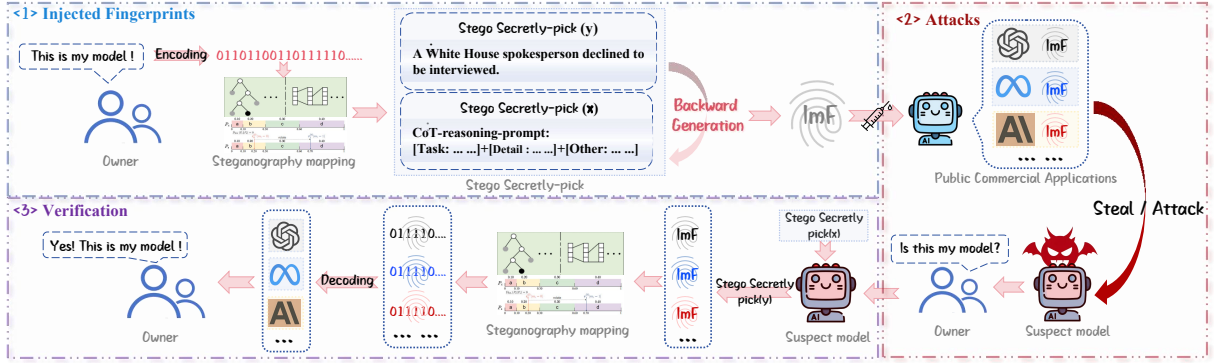 <1> Injected Fingerprints
This is my model !
Encoding
01101100110111110......
Owner
Steganography mapping
Stego Secretly-pick (y)
A White House spokesperson declined to
be interviewed.
Stego Secretly-pick (x)
CoT-reasoning-prompt:
[Task: ... ...]+[Detail : ... ...]+[Other: ... ...]
Stego Secretly-pick
Backward
Generation
ImF
<2> Attacks
AI
ImF
ImF
ImF
... ...
Public Commercial Applications
Steal / Attack
Is this my model?
Owner
AI
Suspect model
<3> Verification
Yes! This is my model !
Owner
...
Decoding
011110....
011110....
011110....
... ...
Steganography mapping
ImF
ImF
ImF
...
Stego Secretly
pick(y)
Stego Secretly
pick(x)
AI
Suspect model